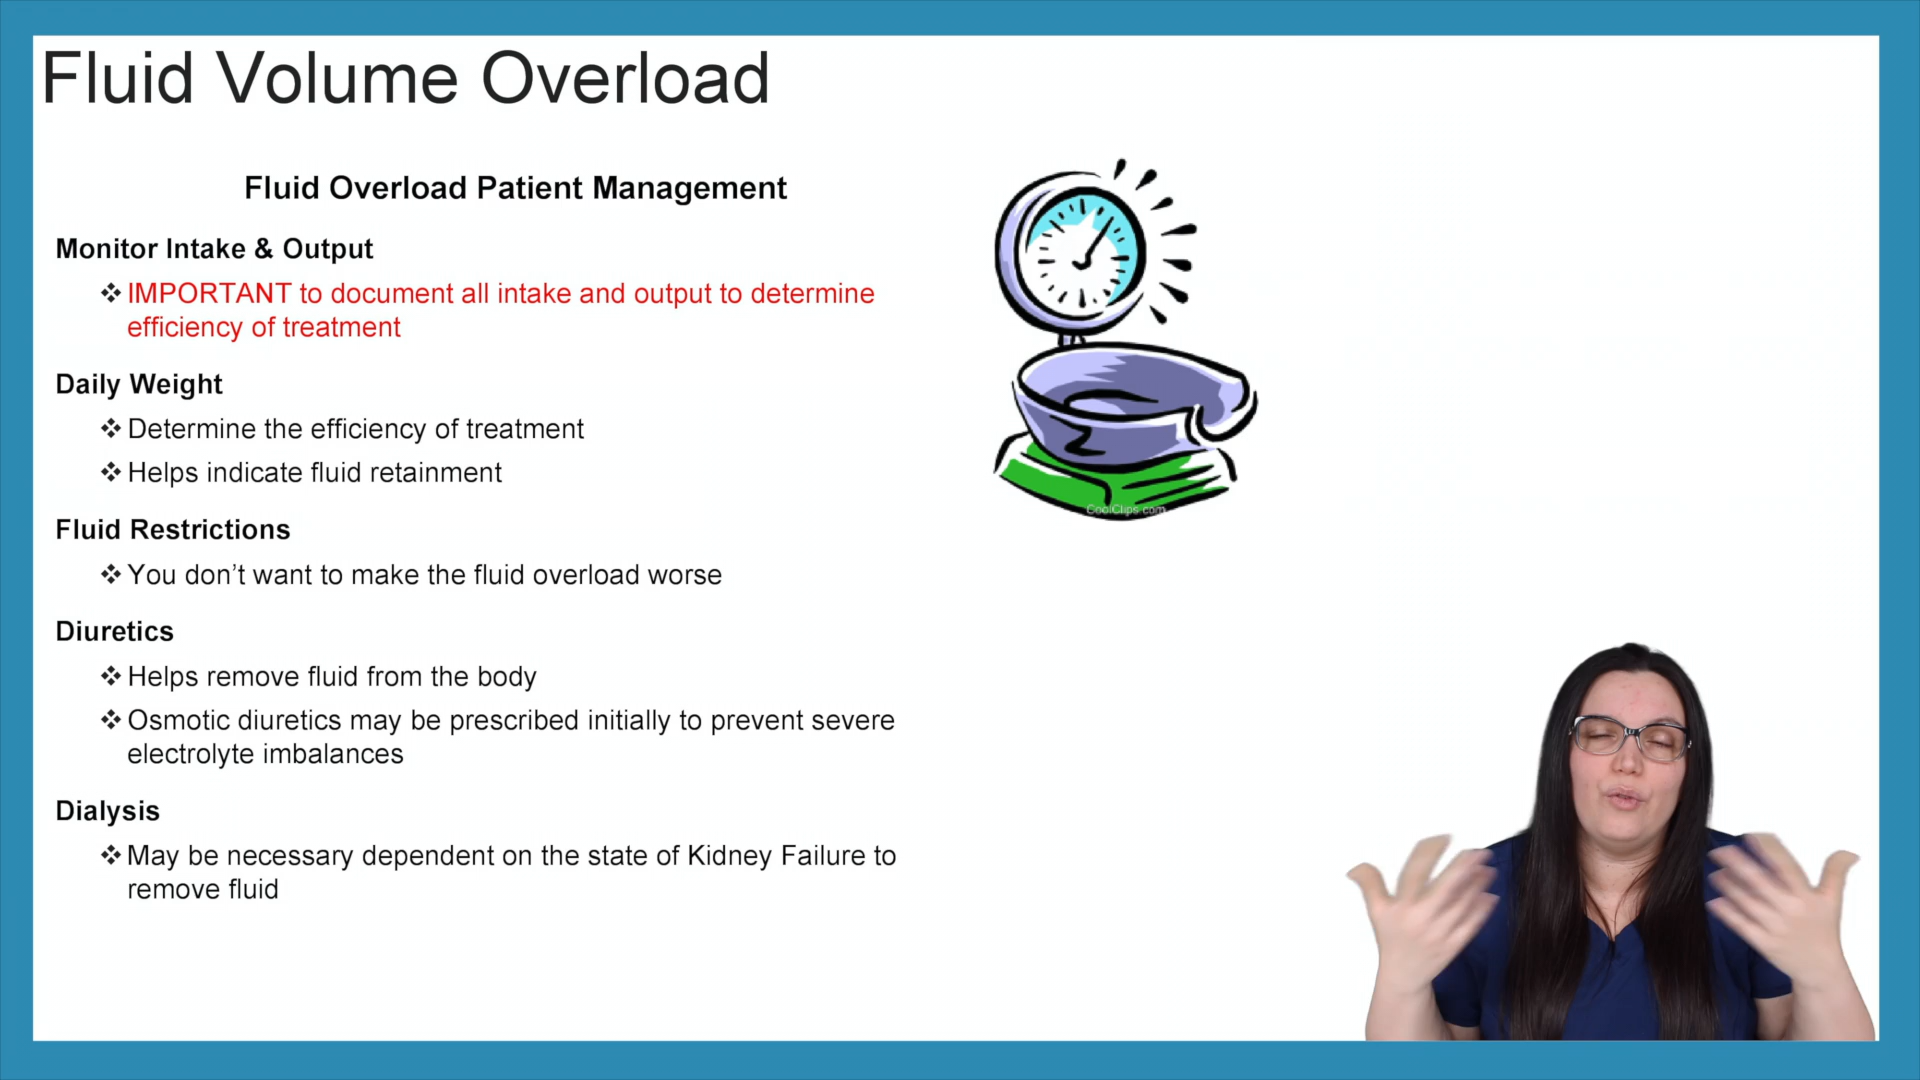 Fluid Volume Overload
Fluid Overload Patient Management
Monitor Intake & Output
❖ IMPORTANT to document all intake and output to determine
efficiency of treatment
Daily Weight
❖ Determine the efficiency of treatment
❖ Helps indicate fluid retainment
Fluid Restrictions
❖ You don’t want to make the fluid overload worse
Diuretics
❖ Helps remove fluid from the body
❖ Osmotic diuretics may be prescribed initially to prevent severe
electrolyte imbalances
Dialysis
❖ May be necessary dependent on the state of Kidney Failure to
remove fluid
CoolClips.com